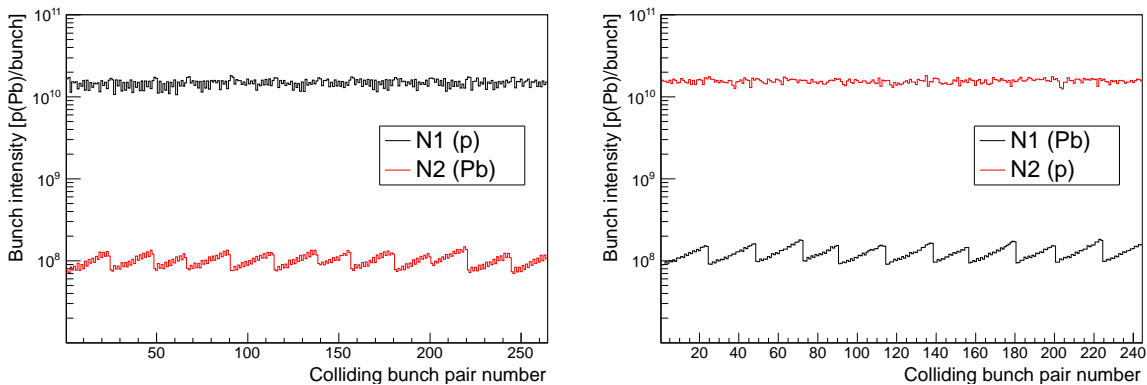 Bunch intensity [p(Pb)/bunch]
10^11
10^10
10^9
10^8
N1 (p)
N2 (Pb)
50 100 150 200 250
Colliding bunch pair number
Bunch intensity [p(Pb)/bunch]
10^11
10^10
10^9
10^8
N1 (Pb)
N2 (p)
20 40 60 80 100 120 140 160 180 200 220 240
Colliding bunch pair number